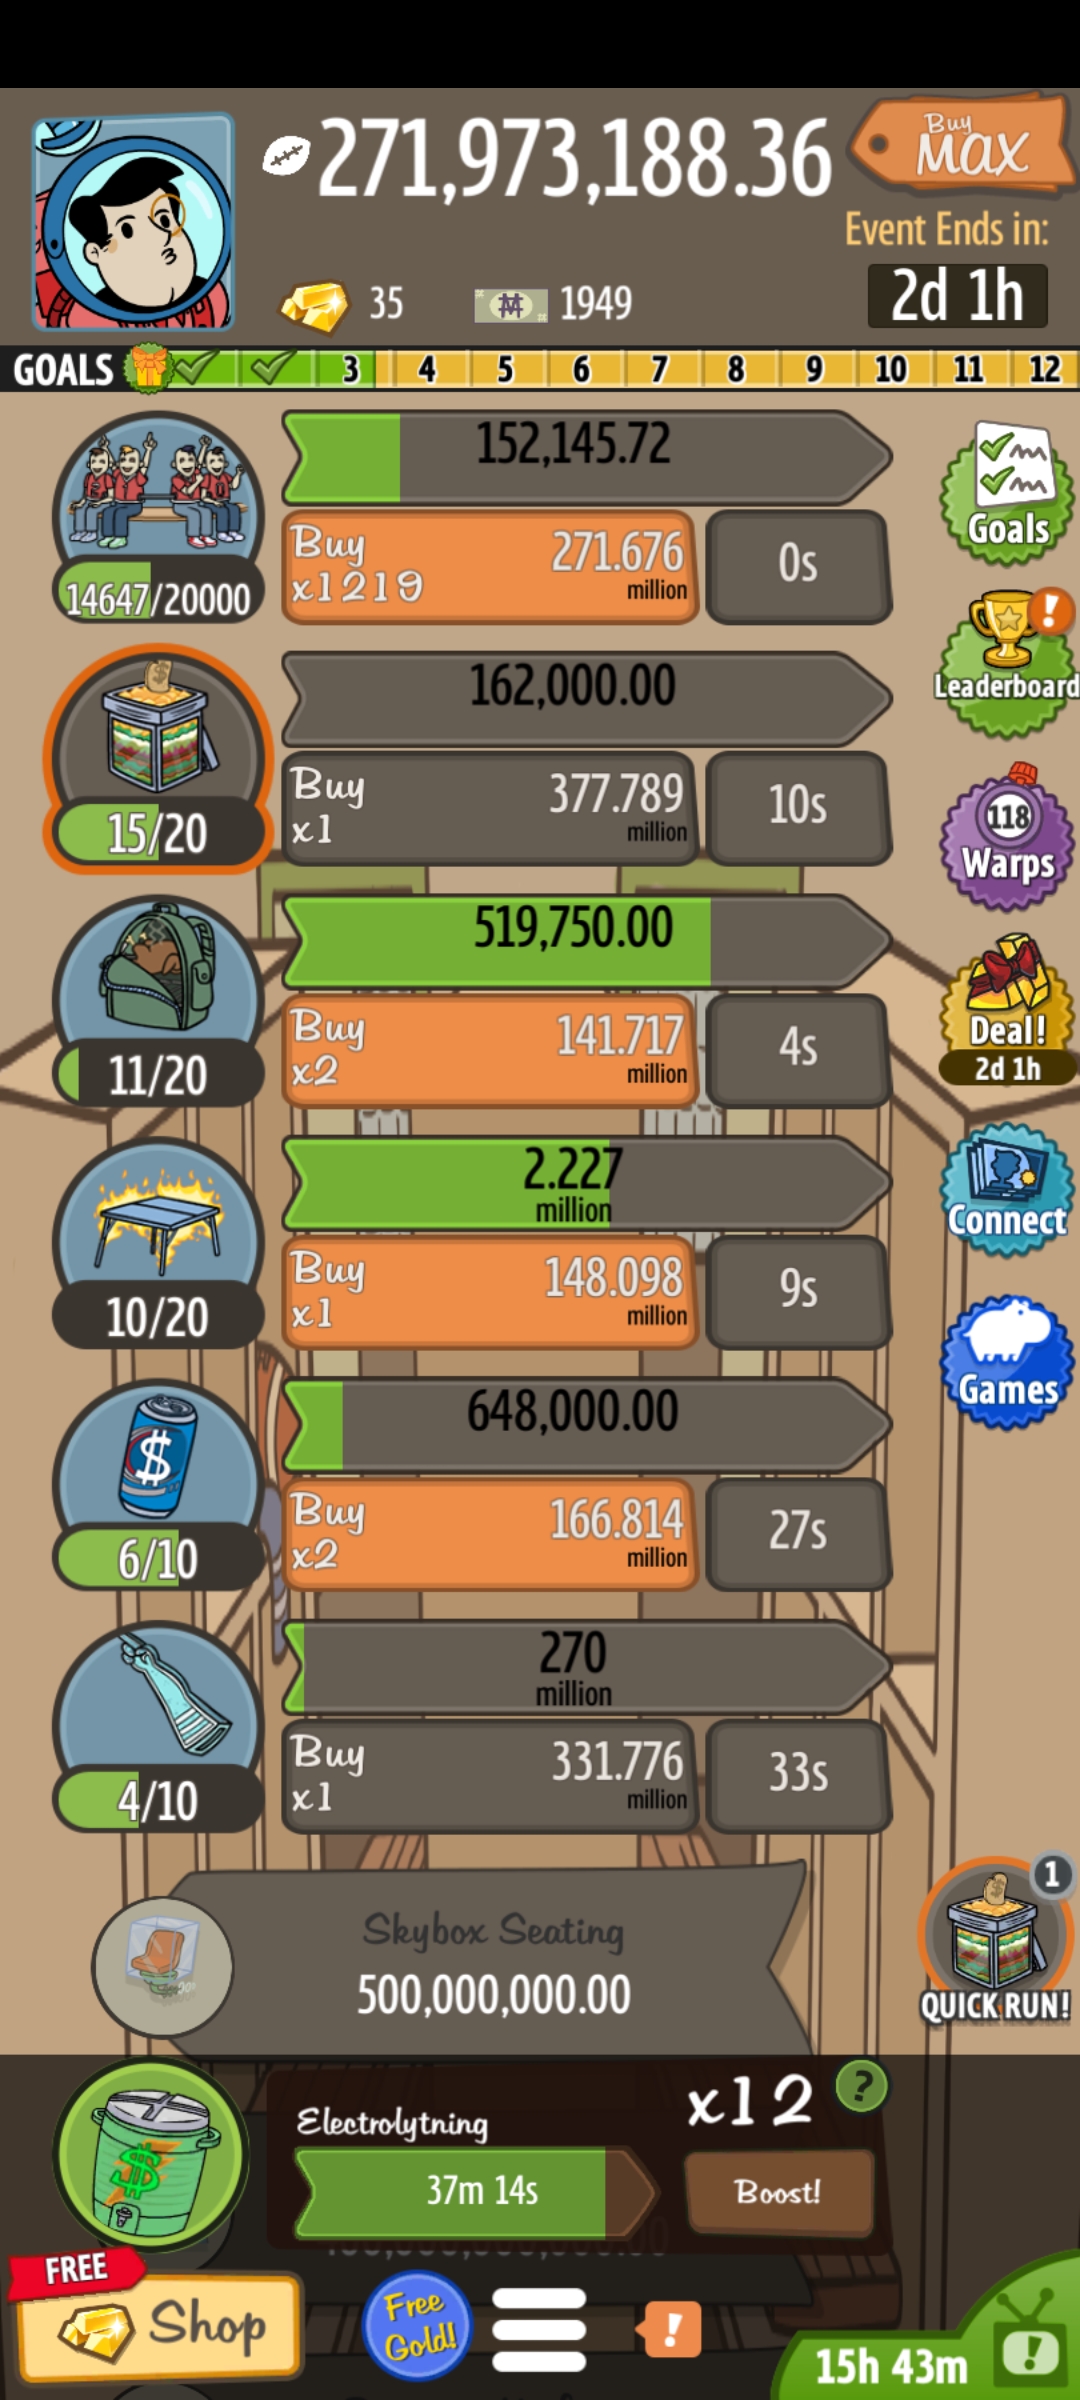 271,973,188.36
Buy
MAX
Event Ends in:
2d 1h
35
1949
GOALS 3 4 5 6 7 8 9 10 11 12
152,145.72
Buy
x1219
271.676
million
0s
14647/20000
Goals
Leaderboard
162,000.00
Buy
x1
377.789
million
10s
15/20
118
Warps
519,750.00
Buy
x2
141.717
million
4s
11/20
Deal!
2d 1h
2.227
million
Buy
x1
148.098
million
9s
10/20
Connect
Games
648,000.00
Buy
x2
166.814
million
27s
6/10
270
million
Buy
x1
331.776
million
33s
4/10
Skybox Seating
500,000,000.00
1
QUICK RUN!
Electrolytning
x12
?
37m 14s
Boost!
FREE
Shop
Free
Gold!
!
15h 43m